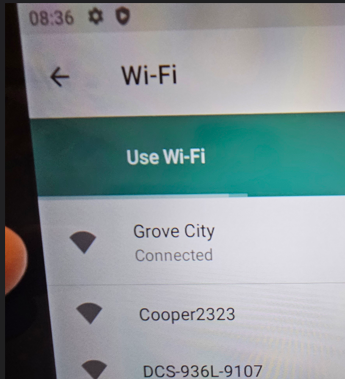 08:36
Wi-Fi
Use Wi-Fi
Grove City
Connected
Cooper2323
DCS-936L-9107